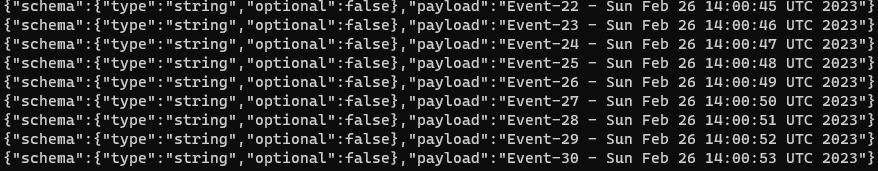 {"schema":{"type":"string","optional":false},"payload":"Event-22 - Sun Feb 26 14:00:45 UTC 2023"}
{"schema":{"type":"string","optional":false},"payload":"Event-23 - Sun Feb 26 14:00:46 UTC 2023"}
{"schema":{"type":"string","optional":false},"payload":"Event-24 - Sun Feb 26 14:00:47 UTC 2023"}
{"schema":{"type":"string","optional":false},"payload":"Event-25 - Sun Feb 26 14:00:48 UTC 2023"}
{"schema":{"type":"string","optional":false},"payload":"Event-26 - Sun Feb 26 14:00:49 UTC 2023"}
{"schema":{"type":"string","optional":false},"payload":"Event-27 - Sun Feb 26 14:00:50 UTC 2023"}
{"schema":{"type":"string","optional":false},"payload":"Event-28 - Sun Feb 26 14:00:51 UTC 2023"}
{"schema":{"type":"string","optional":false},"payload":"Event-29 - Sun Feb 26 14:00:52 UTC 2023"}
{"schema":{"type":"string","optional":false},"payload":"Event-30 - Sun Feb 26 14:00:53 UTC 2023"}